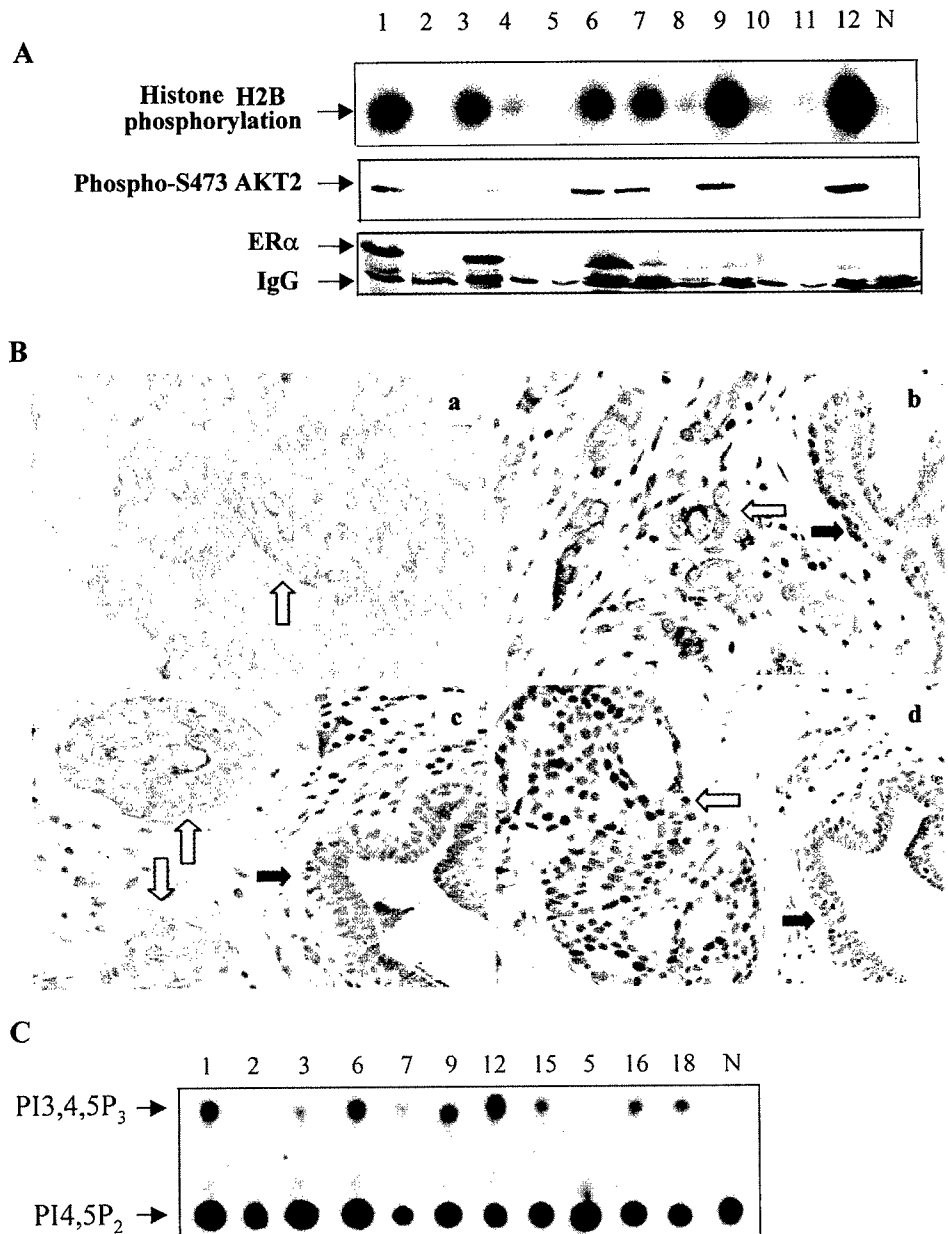 1 2 3 4 5 6 7 8 9 10 11 12 N
A
Histone H2B
phosphorylation
Phospho-S473 AKT2
ERα
IgG
B
a
b
c
d
C
1 2 3 6 7 9 12 15 5 16 18 N
PI3,4,5P₃
PI4,5P₂